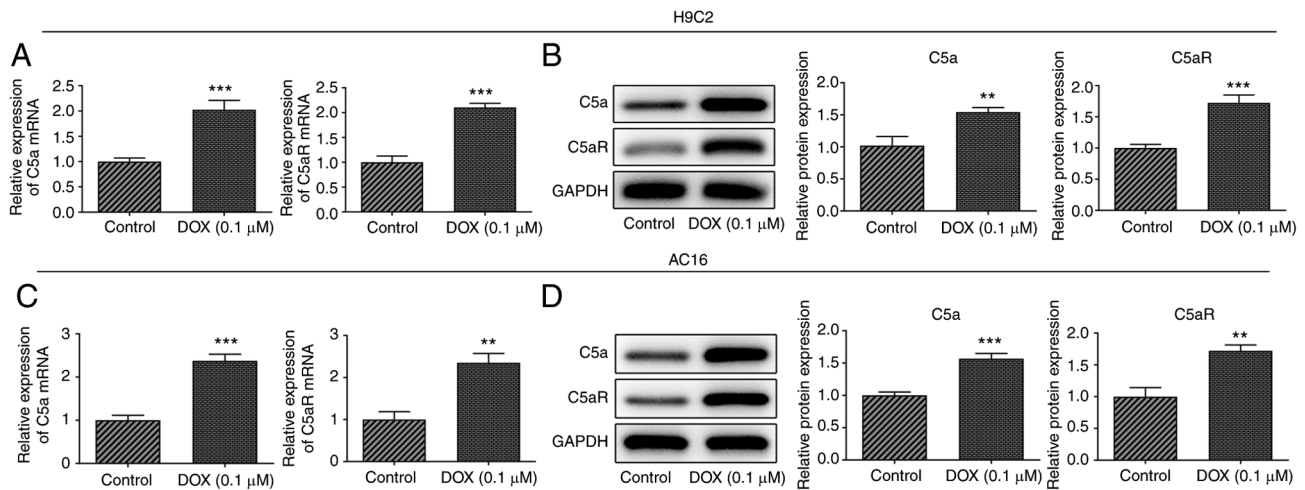 H9C2
A
Relative expression
of C5a mRNA
2.5
2.0
1.5
1.0
0.5
0.0
***
Control
DOX (0.1 μM)
Relative expression
of C5aR mRNA
2.5
2.0
1.5
1.0
0.5
0.0
***
Control
DOX (0.1 μM)
B
C5a
C5aR
GAPDH
Control
DOX (0.1 μM)
C5a
Relative protein expression
2.0
1.5
1.0
0.5
0.0
**
Control
DOX (0.1 μM)
C5aR
Relative protein expression
2.0
1.5
1.0
0.5
0.0
***
Control
DOX (0.1 μM)
AC16
C
Relative expression
of C5a mRNA
3
2
1
0
***
Control
DOX (0.1 μM)
Relative expression
of C5aR mRNA
3
2
1
0
**
Control
DOX (0.1 μM)
D
C5a
C5aR
GAPDH
Control
DOX (0.1 μM)
C5a
Relative protein expression
2.0
1.5
1.0
0.5
0.0
***
Control
DOX (0.1 μM)
C5aR
Relative protein expression
2.0
1.5
1.0
0.5
0.0
**
Control
DOX (0.1 μM)